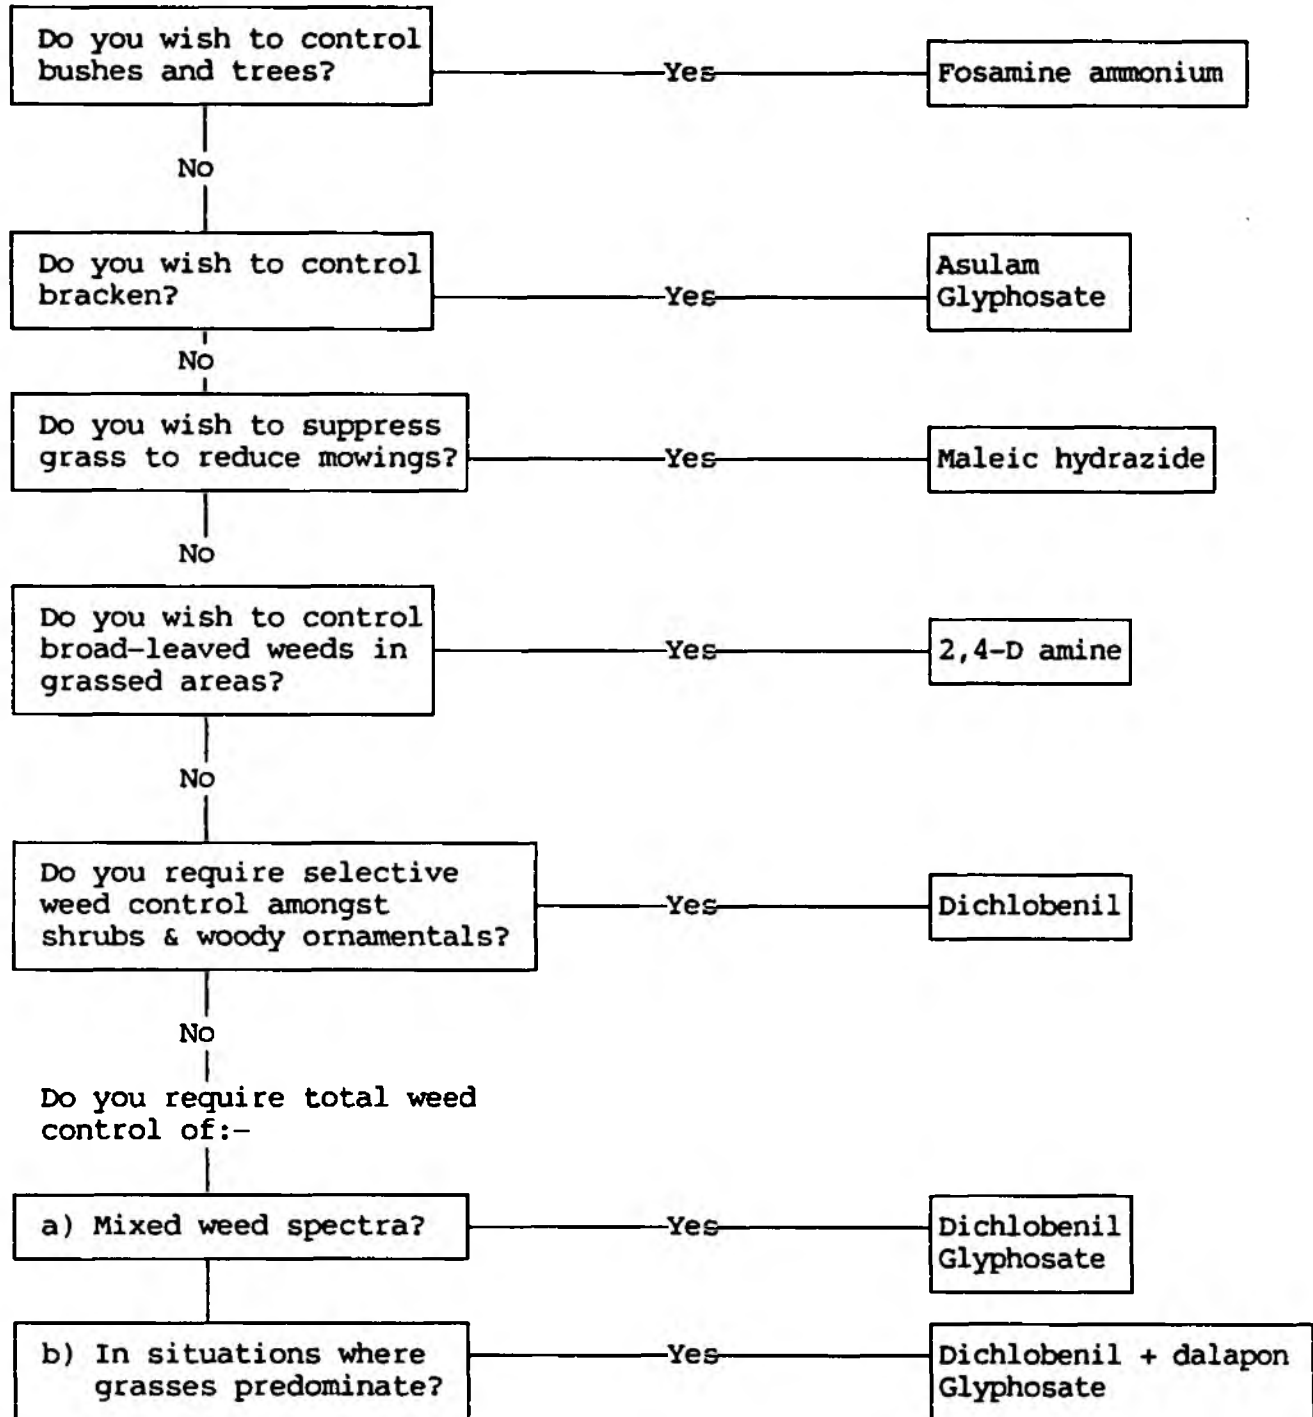 Do you wish to control
bushes and trees?
Yes
Fosamine ammonium
No
Do you wish to control
bracken?
Yes
Asulam
Glyphosate
No
Do you wish to suppress
grass to reduce mowings?
Yes
Maleic hydrazide
No
Do you wish to control
broad-leaved weeds in
grassed areas?
Yes
2,4-D amine
No
Do you require selective
weed control amongst
shrubs & woody ornamentals?
Yes
Dichlobenil
No
Do you require total weed
control of:-
a) Mixed weed spectra?
Yes
Dichlobenil
Glyphosate
b) In situations where
grasses predominate?
Yes
Dichlobenil + dalapon
Glyphosate